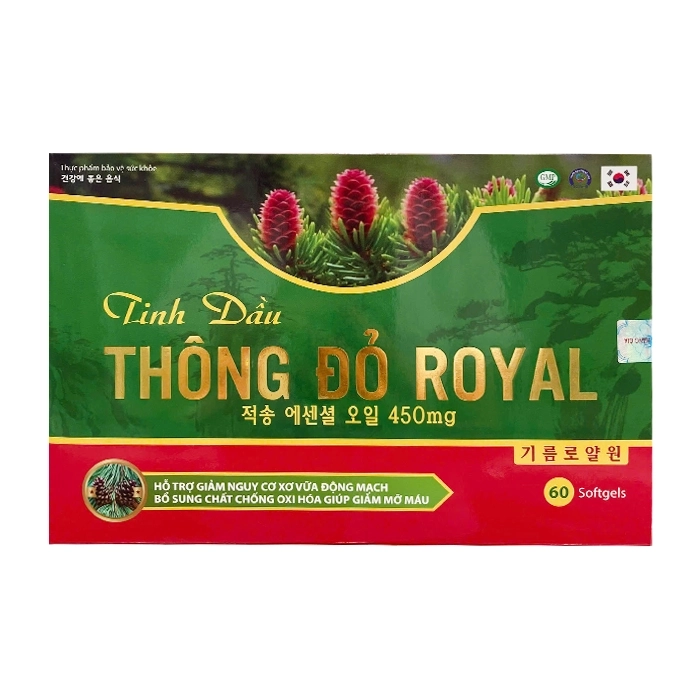 Thực phẩm bảo vệ sức khỏe
건강에 좋은 음식
GMP
Tinh Dầu
THÔNG ĐỎ ROYAL
적송 에센셜 오일 450mg
기름로얄원
HỖ TRỢ GIẢM NGUY CƠ XƠ VỮA ĐỘNG MẠCH
BỔ SUNG CHẤT CHỐNG OXI HÓA GIÚP GIẢM MỠ MÁU
60 Softgels